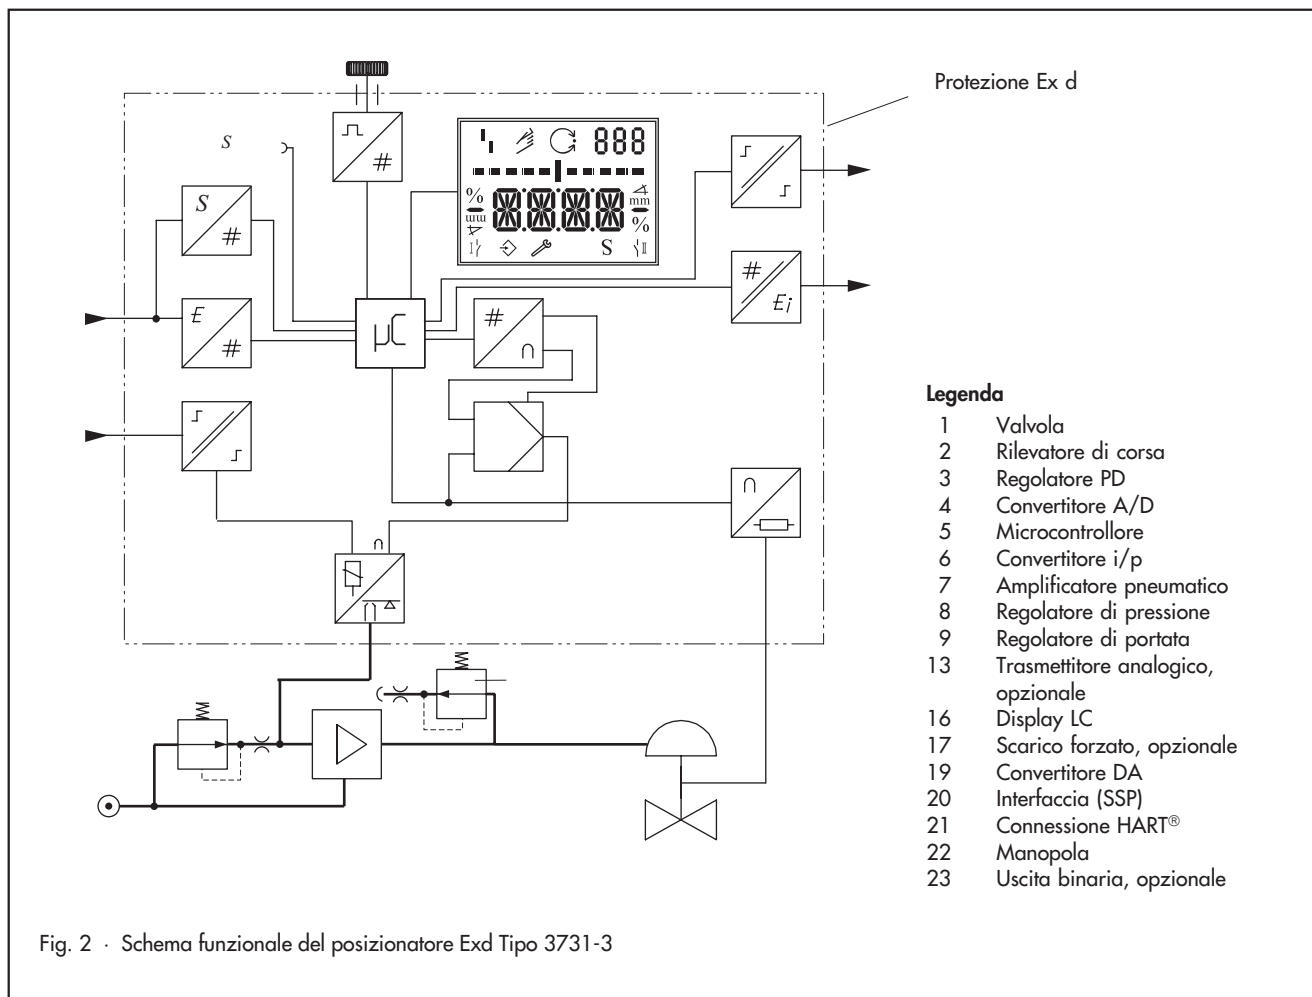 Protezione Ex d
S
888
S
#
#
%
mm
mm
%
S
#
Ei
E
#
µC
#
Legenda
1 Valvola
2 Rilevatore di corsa
3 Regolatore PD
4 Convertitore A/D
5 Microcontrollore
6 Convertitore i/p
7 Amplificatore pneumatico
8 Regolatore di pressione
9 Regolatore di portata
13 Trasmettitore analogico,
opzionale
16 Display LC
17 Scarico forzato, opzionale
19 Convertitore DA
20 Interfaccia (SSP)
21 Connessione HART®
22 Manopola
23 Uscita binaria, opzionale
Fig. 2 · Schema funzionale del posizionatore Exd Tipo 3731-3